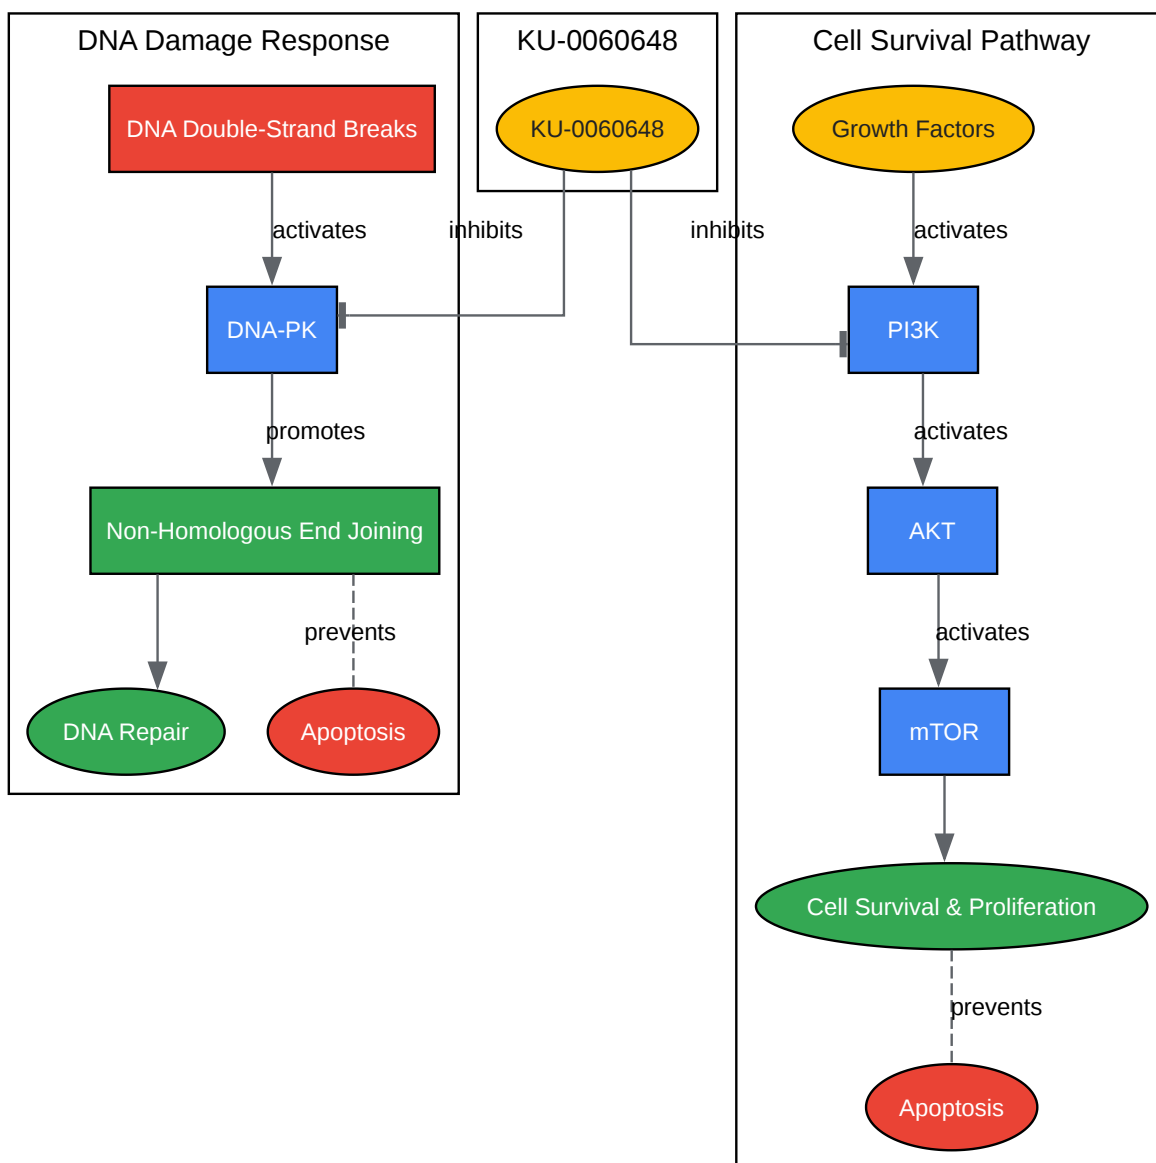 DNA Damage Response
DNA Double-Strand Breaks
activates
DNA-PK
promotes
Non-Homologous End Joining
prevents
DNA Repair
Apoptosis
KU-0060648
KU-0060648
inhibits
inhibits
Cell Survival Pathway
Growth Factors
activates
PI3K
activates
AKT
activates
mTOR
Cell Survival & Proliferation
prevents
Apoptosis